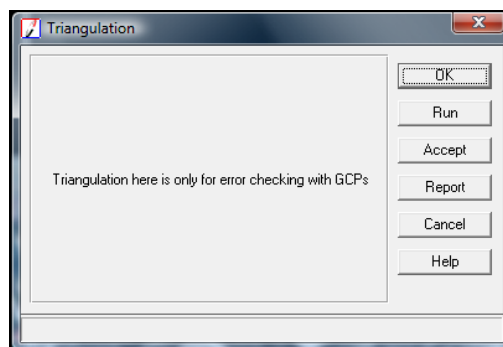 Triangulation
Triangulation here is only for error checking with GCPs
OK
Run
Accept
Report
Cancel
Help